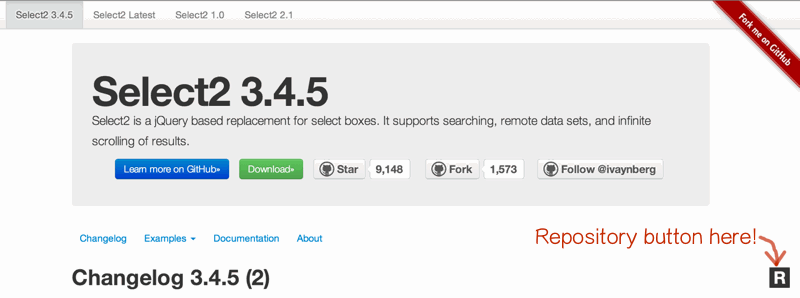 Select2 3.4.5 Select2 Latest Select2 1.0 Select2 2.1
Fork me on GitHub
Select2 3.4.5
Select2 is a jQuery based replacement for select boxes. It supports searching, remote data sets, and infinite
scrolling of results.
Learn more on GitHub» Download» Star 9,148 Fork 1,573 Follow @ivaynberg
Changelog Examples Documentation About
Repository button here!
Changelog 3.4.5 (2)
R